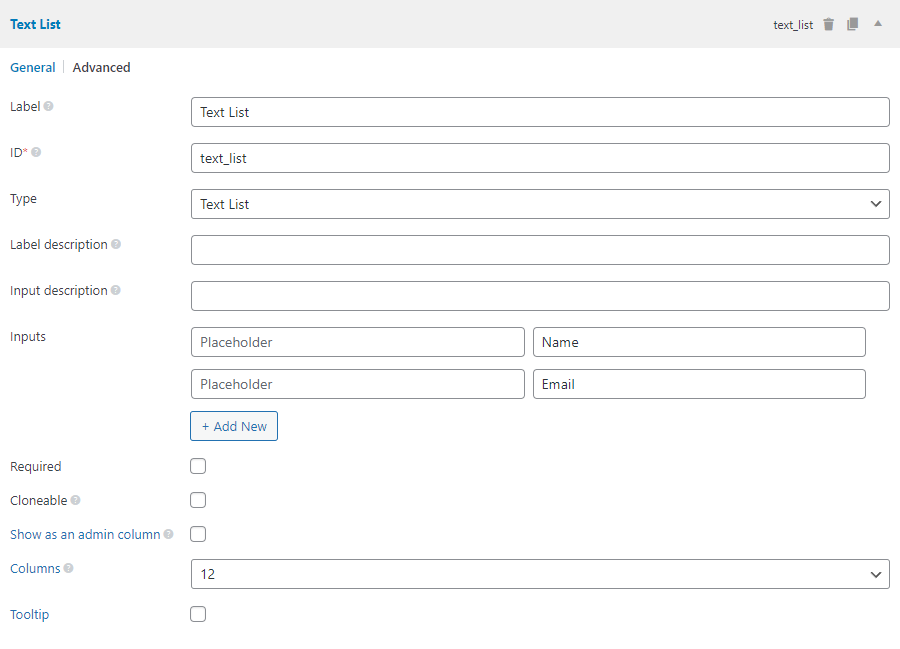 Text List text_list
General Advanced
Label Text List
ID* text_list
Type Text List
Label description
Input description
Inputs Placeholder Name
Placeholder Email
+ Add New
Required
Cloneable
Show as an admin column
Columns 12
Tooltip